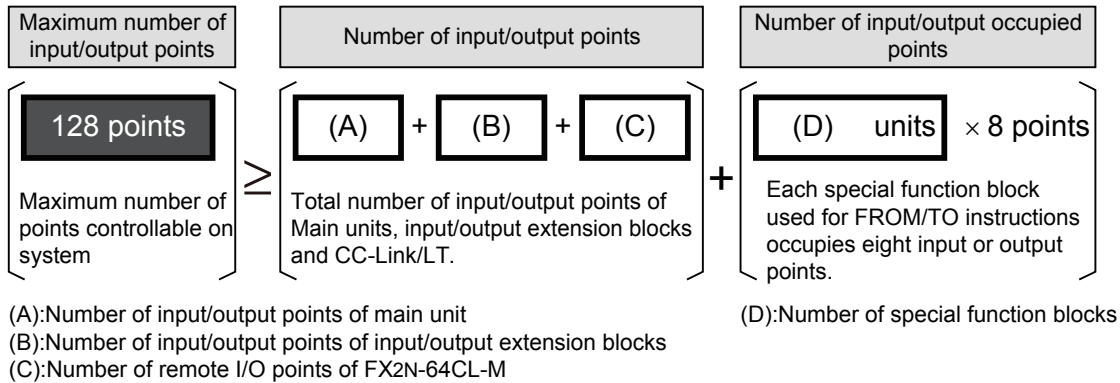 Maximum number of
input/output points
Number of input/output points
Number of input/output occupied
points
128 points
≥
(A) + (B) + (C)
+
(D) units × 8 points
Maximum number of
points controllable on
system
Total number of input/output points of
Main units, input/output extension blocks
and CC-Link/LT.
Each special function block
used for FROM/TO instructions
occupies eight input or output
points.
(A):Number of input/output points of main unit
(B):Number of input/output points of input/output extension blocks
(C):Number of remote I/O points of FX2N-64CL-M
(D):Number of special function blocks